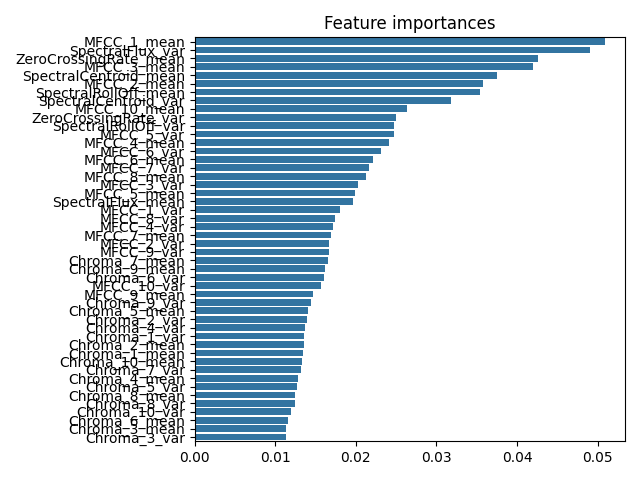 Feature importances
MFCC_1_mean
SpectralFlux_var
ZeroCrossingRate_mean
MFCC_3_mean
SpectralCentroid_mean
MFCC_2_mean
SpectralRollOff_mean
SpectralCentroid_var
MFCC_10_mean
ZeroCrossingRate_var
SpectralRollOff_var
MFCC_5_var
MFCC_4_mean
MFCC_6_var
MFCC_6_mean
MFCC_7_var
MFCC_8_mean
MFCC_3_var
MFCC_5_mean
SpectralFlux_mean
MFCC_1_var
MFCC_8_var
MFCC_4_var
MFCC_7_mean
MFCC_2_var
MFCC_9_var
Chroma_7_mean
Chroma_9_mean
Chroma_6_var
MFCC_10_var
MFCC_9_mean
Chroma_9_var
Chroma_5_mean
Chroma_2_var
Chroma_4_var
Chroma_1_var
Chroma_2_mean
Chroma_1_mean
Chroma_10_mean
Chroma_7_var
Chroma_4_mean
Chroma_5_var
Chroma_8_mean
Chroma_8_var
Chroma_10_var
Chroma_6_mean
Chroma_3_mean
Chroma_3_var
0.00 0.01 0.02 0.03 0.04 0.05